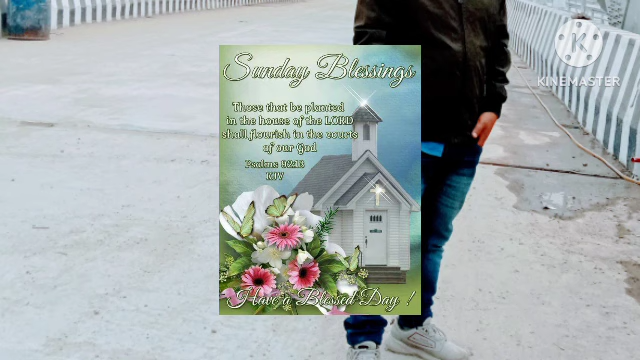 Sunday Blessings
Those that be planted
in the house of the LORD
shall flourish in the courts
of our God
Psalms 92:13
KJV
Have a Blessed Day !
K
KINEMASTER